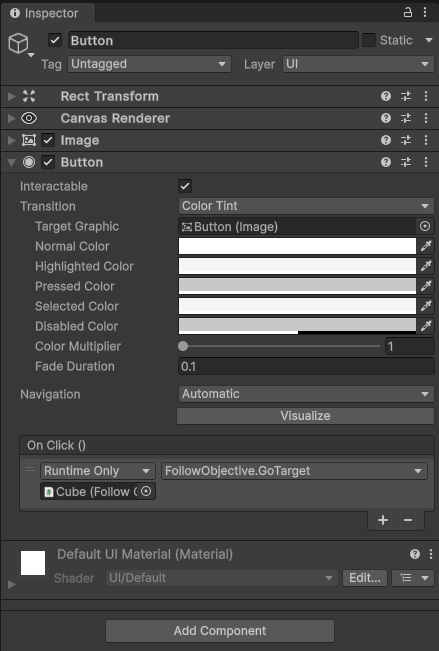 Inspector
Button
Static
Tag Untagged Layer UI
Rect Transform
Canvas Renderer
Image
Button
Interactable
Transition Color Tint
Target Graphic Button (Image)
Normal Color
Highlighted Color
Pressed Color
Selected Color
Disabled Color
Color Multiplier 1
Fade Duration 0.1
Navigation Automatic
Visualize
On Click ()
Runtime Only FollowObjective.GoTarget
Cube (Follow
+ −
Default UI Material (Material)
Shader UI/Default Edit...
Add Component